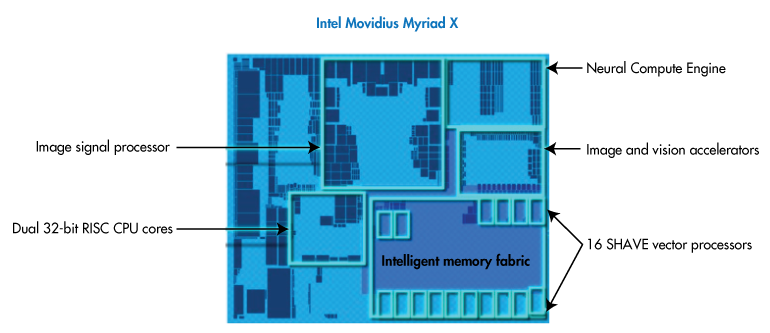 Intel Movidius Myriad X
Neural Compute Engine
Image signal processor
Image and vision accelerators
Dual 32-bit RISC CPU cores
16 SHAVE vector processors
Intelligent memory fabric